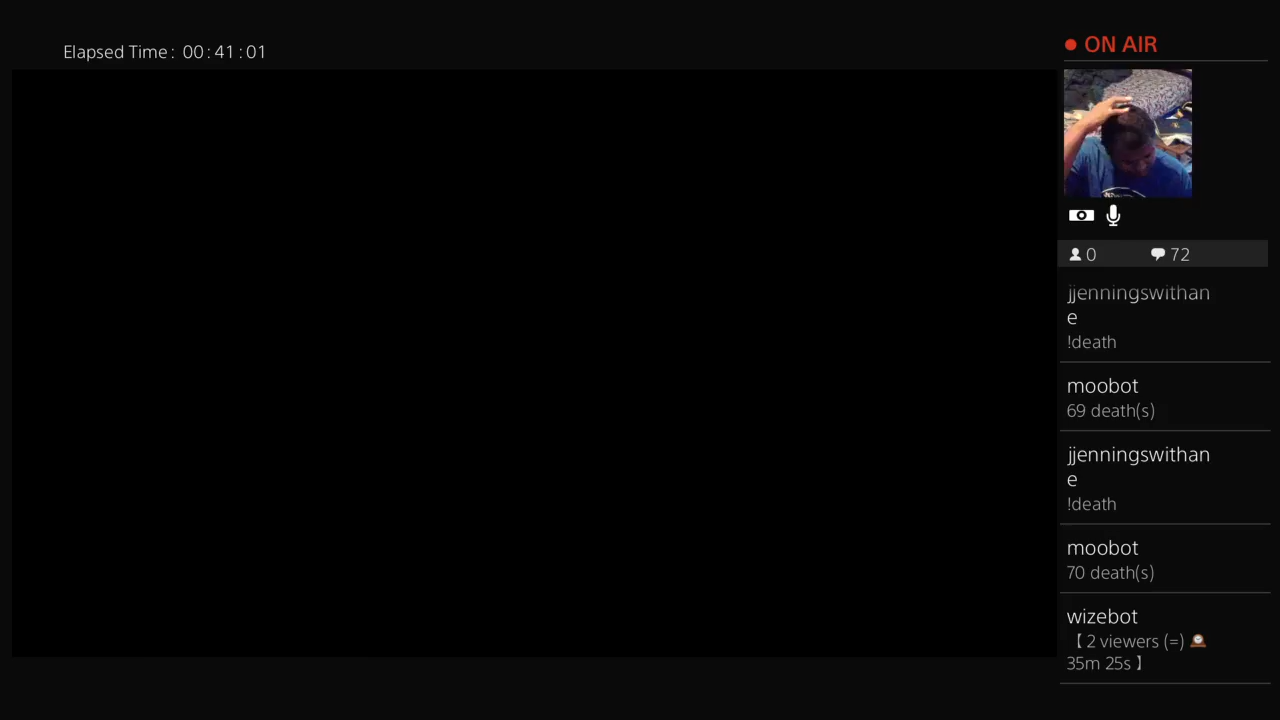 Elapsed Time: 00:41:01
ON AIR
0 72
jjenningswithan
e
!death
moobot
69 death(s)
jjenningswithan
e
!death
moobot
70 death(s)
wizebot
【 2 viewers (=) 🕰
35m 25s 】